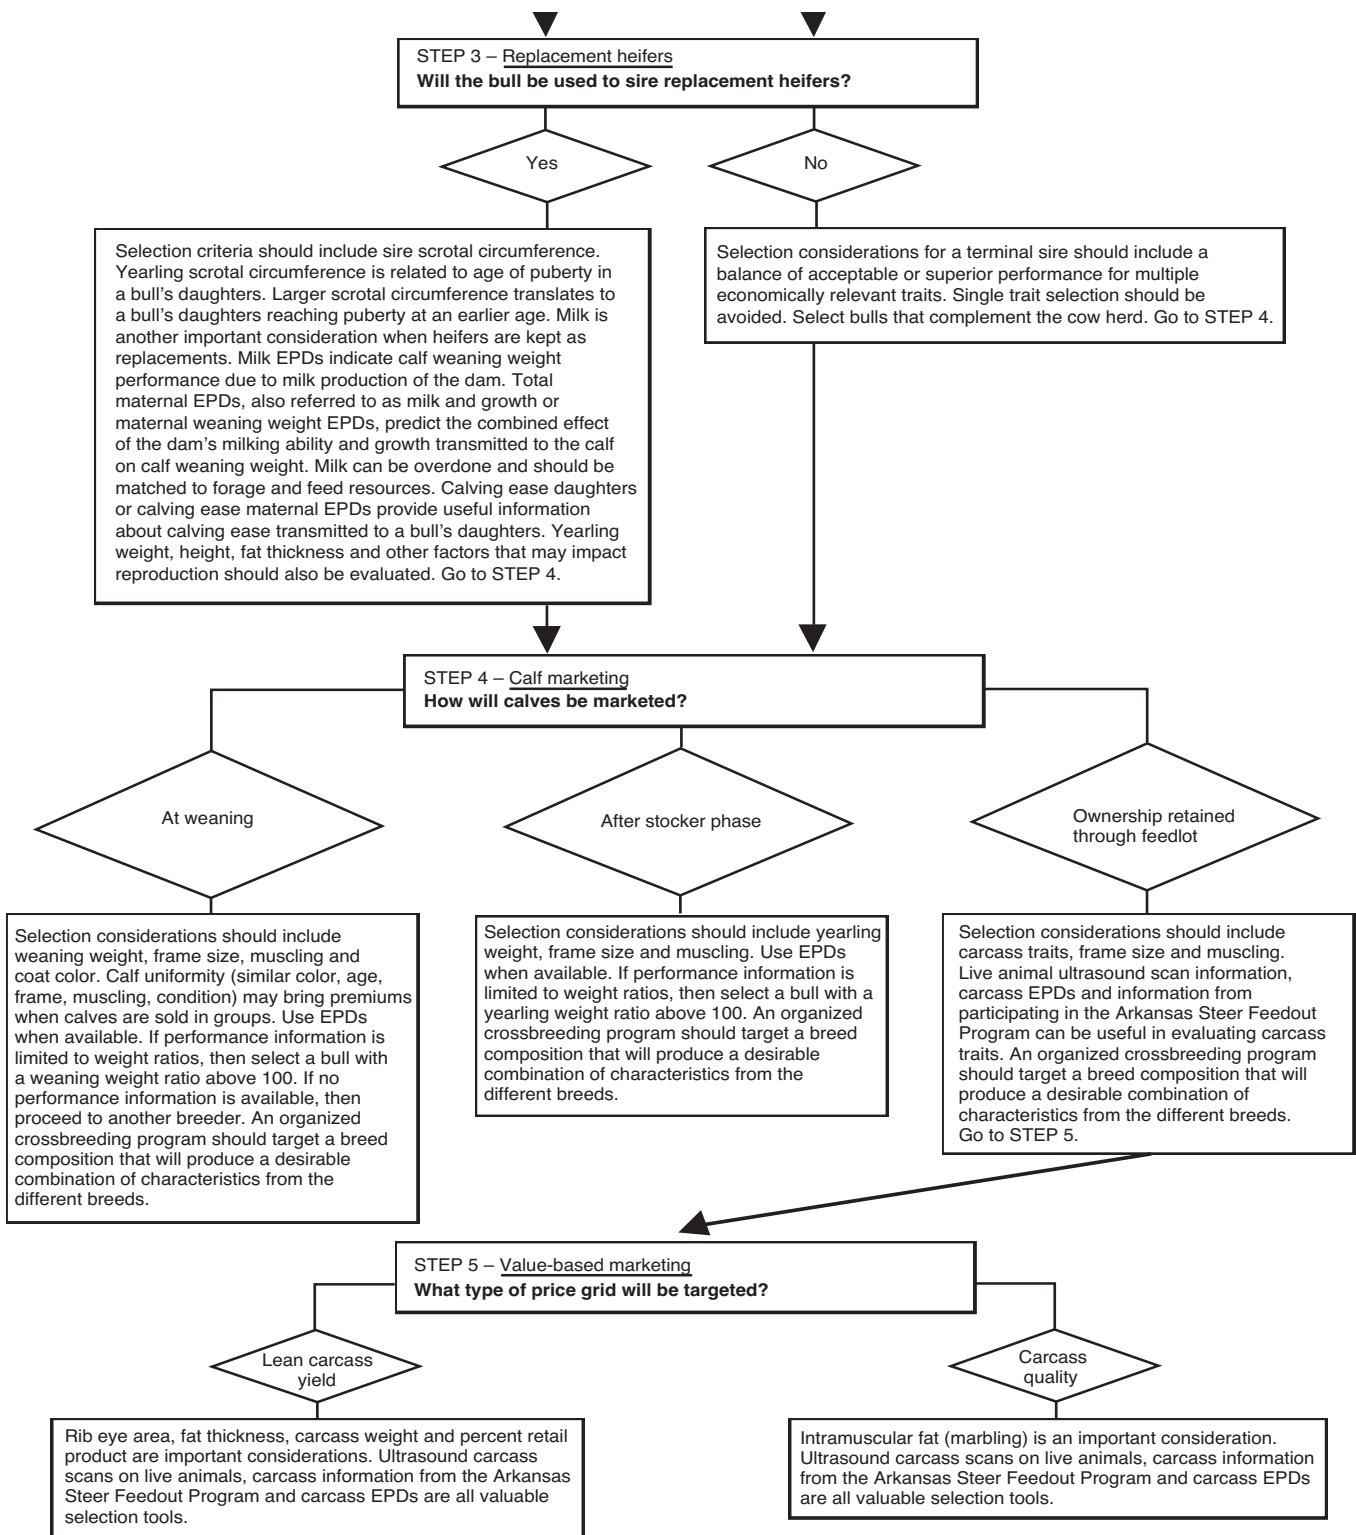 STEP 3 – Replacement heifers
Will the bull be used to sire replacement heifers?
Yes
No
Selection criteria should include sire scrotal circumference.
Yearling scrotal circumference is related to age of puberty in
a bull's daughters. Larger scrotal circumference translates to
a bull's daughters reaching puberty at an earlier age. Milk is
another important consideration when heifers are kept as
replacements. Milk EPDs indicate calf weaning weight
performance due to milk production of the dam. Total
maternal EPDs, also referred to as milk and growth or
maternal weaning weight EPDs, predict the combined effect
of the dam's milking ability and growth transmitted to the calf
on calf weaning weight. Milk can be overdone and should be
matched to forage and feed resources. Calving ease daughters
or calving ease maternal EPDs provide useful information
about calving ease transmitted to a bull's daughters. Yearling
weight, height, fat thickness and other factors that may impact
reproduction should also be evaluated. Go to STEP 4.
Selection considerations for a terminal sire should include a
balance of acceptable or superior performance for multiple
economically relevant traits. Single trait selection should be
avoided. Select bulls that complement the cow herd. Go to STEP 4.
STEP 4 – Calf marketing
How will calves be marketed?
At weaning
After stocker phase
Ownership retained
through feedlot
Selection considerations should include
weaning weight, frame size, muscling and
coat color. Calf uniformity (similar color, age,
frame, muscling, condition) may bring premiums
when calves are sold in groups. Use EPDs
when available. If performance information is
limited to weight ratios, then select a bull with
a weaning weight ratio above 100. If no
performance information is available, then
proceed to another breeder. An organized
crossbreeding program should target a breed
composition that will produce a desirable
combination of characteristics from the
different breeds.
Selection considerations should include yearling
weight, frame size and muscling. Use EPDs
when available. If performance information is
limited to weight ratios, then select a bull with a
yearling weight ratio above 100. An organized
crossbreeding program should target a breed
composition that will produce a desirable
combination of characteristics from the
different breeds.
Selection considerations should include
carcass traits, frame size and muscling.
Live animal ultrasound scan information,
carcass EPDs and information from
participating in the Arkansas Steer Feedout
Program can be useful in evaluating carcass
traits. An organized crossbreeding program
should target a breed composition that will
produce a desirable combination of
characteristics from the different breeds.
Go to STEP 5.
STEP 5 – Value-based marketing
What type of price grid will be targeted?
Lean carcass
yield
Carcass
quality
Rib eye area, fat thickness, carcass weight and percent retail
product are important considerations. Ultrasound carcass
scans on live animals, carcass information from the Arkansas
Steer Feedout Program and carcass EPDs are all valuable
selection tools.
Intramuscular fat (marbling) is an important consideration.
Ultrasound carcass scans on live animals, carcass information
from the Arkansas Steer Feedout Program and carcass EPDs
are all valuable selection tools.